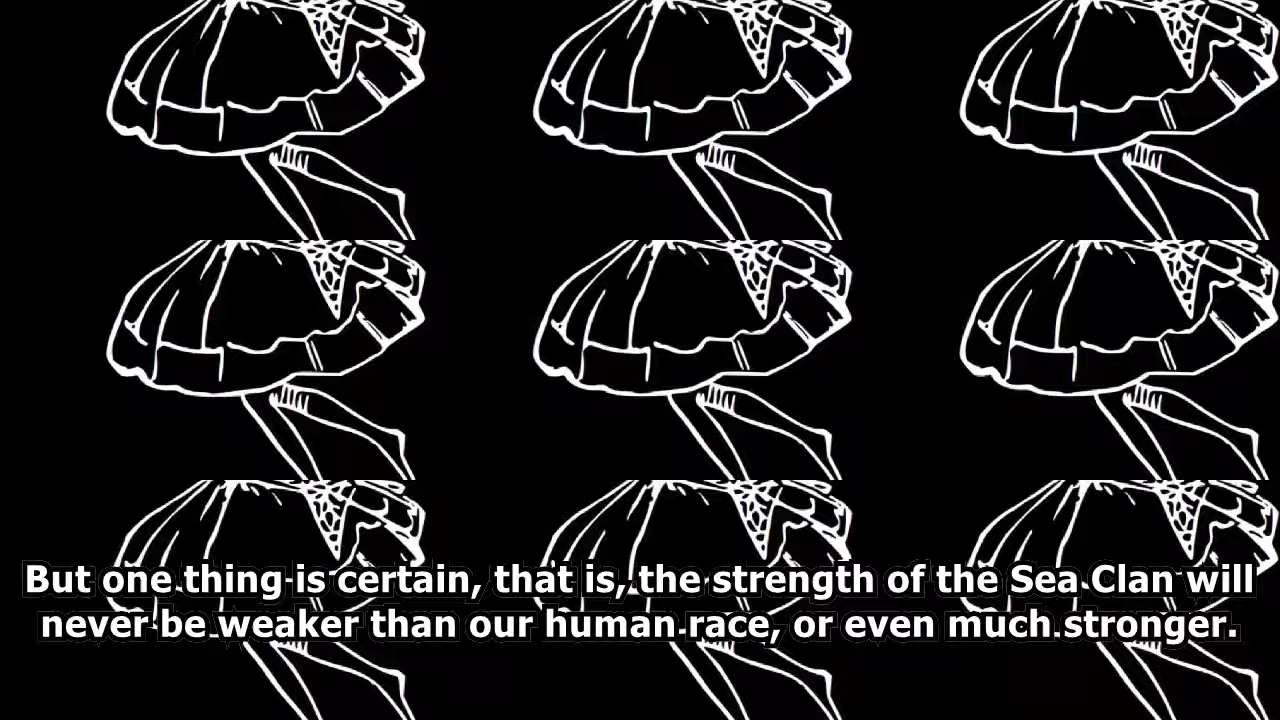 But one thing is certain, that is, the strength of the Sea Clan will
never be weaker than our human race, or even much stronger.